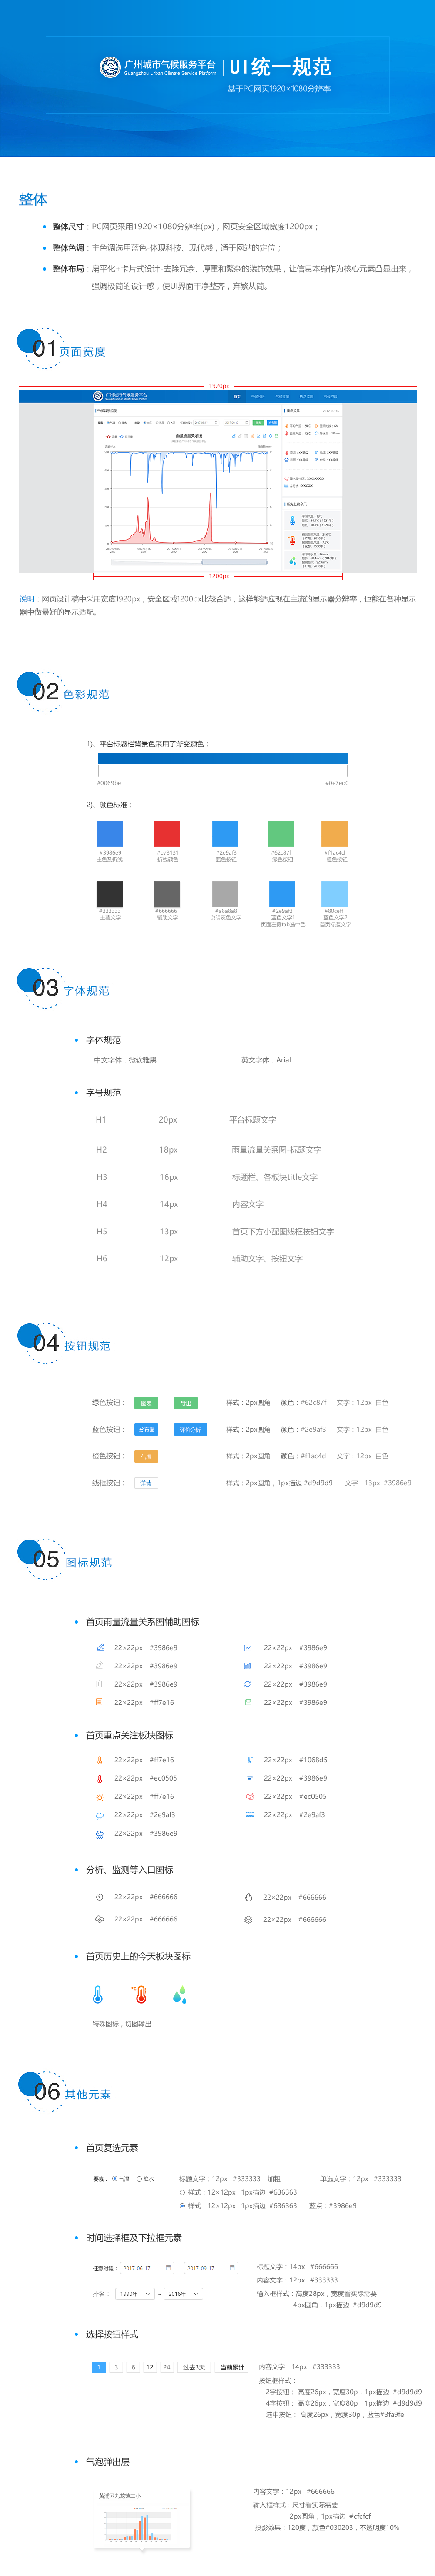 广州城市气候服务平台
Guangzhou Urban Climate Service Platform
UI统一规范
基于PC网页1920×1080分辨率
整体
整体尺寸：PC网页采用1920×1080分辨率(px)，网页安全区域宽度1200px；
整体色调：主色调选用蓝色-体现科技、现代感，适于网站的定位；
整体布局：扁平化+卡片式设计-去除冗余、厚重和繁杂的装饰效果，让信息本身作为核心元素凸显出来，
强调极简的设计感，使UI界面干净整齐，弃繁从简。
01页面宽度
1920px
广州城市气候服务平台
首页
雨量流量关系图
1200px
说明：网页设计稿中采用宽度1920px，安全区域1200px比较合适，这样能适应现在主流的显示器分辨率，也能在各种显示
器中做最好的显示适配。
02色彩规范
1)、平台标题栏背景色采用了渐变颜色：
#0069be
#0e7ed0
2)、颜色标准：
#3986e9 #e73131 #2e9af3 #62c87f #f1ac4d
主色及折线 折线颜色 蓝色按钮 绿色按钮 橙色按钮
#333333 #666666 #a8a8a8 #2e9af3 #80ceff
主要文字 辅助文字 说明灰色文字 蓝色文字1 蓝色文字2
页面左侧tab选中色 首页标题文字
03字体规范
字体规范
中文字体：微软雅黑 英文字体：Arial
字号规范
H1 20px 平台标题文字
H2 18px 雨量流量关系图-标题文字
H3 16px 标题栏、各板块title文字
H4 14px 内容文字
H5 13px 首页下方小配图线框按钮文字
H6 12px 辅助文字，按钮文字
04按钮规范
绿色按钮： 图表 导出 样式：2px圆角 颜色：#62c87f 文字：12px 白色
蓝色按钮： 分布图 评价分析 样式：2px圆角 颜色：#2e9af3 文字：12px 白色
橙色按钮： 气温 样式：2px圆角 颜色：#f1ac4d 文字：12px 白色
线框按钮： 详情 样式：2px圆角，1px描边 #d9d9d9 文字：13px #3986e9
05图标规范
首页雨量流量关系图辅助图标
22×22px #3986e9 22×22px #3986e9
22×22px #3986e9 22×22px #3986e9
22×22px #3986e9 22×22px #3986e9
22×22px #ff7e16 22×22px #3986e9
首页重点关注板块图标
22×22px #ff7e16 22×22px #1068d5
22×22px #ec0505 22×22px #3986e9
22×22px #ff7e16 22×22px #ec0505
22×22px #2e9af3 22×22px #2e9af3
22×22px #3986e9
分析、监测等入口图标
22×22px #666666 22×22px #666666
22×22px #666666 22×22px #666666
首页历史上的今天板块图标
特殊图标，切图输出
06其他元素
首页复选元素
要素： 气温 降水 标题文字：12px #333333 加粗 单选文字：12px #333333
样式：12×12px 1px描边 #636363
样式：12×12px 1px描边 #636363 蓝点：#3986e9
时间选择框及下拉框元素
任意时段： 2017-06-17 2017-06-17 标题文字：14px #666666
内容文字：12px #333333
排名： 1990年 – 2016年 输入框样式：高度28px，宽度看实际需要
4px圆角，1px描边 #d9d9d9
选择按钮样式
1 3 6 12 24 过去3天 当前累计 内容文字：14px #333333
按钮框样式：
2字按钮： 高度26px，宽度30p，1px描边 #d9d9d9
4字按钮： 高度26px，宽度80p，1px描边 #d9d9d9
选中按钮： 高度26px，宽度30p，蓝色#3fa9fe
气泡弹出层
黄浦区九龙镇二小
内容文字：12px #666666
输入框样式：尺寸看实际需要
2px圆角，1px描边 #cfcfcf
投影效果：120度，颜色#030203，不透明度10%